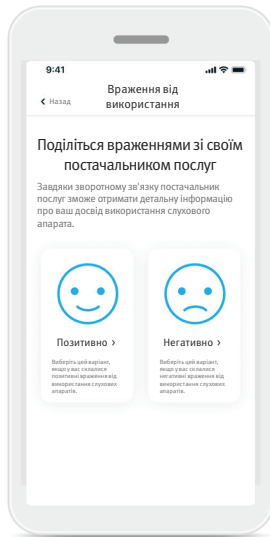 9:41
Враження від
Назад
використання
Поділіться враженнями зі своїм
постачальником послуг
Завдяки зворотному зв'язку постачальник
послуг зможе отримати детальну інформацію
про ваш досвід використання слухового
апарата.
Позитивно
Виберіть цей варіант,
якщо у вас склалися
позитивні враження від
використання слухових
апаратів.
Негативно
Виберіть цей варіант,
якщо у вас склалися
негативні враження від
використання слухових
апаратів.